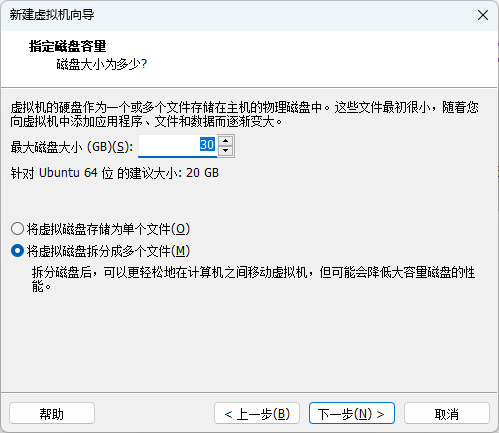 新建虚拟机向导
指定磁盘容量
磁盘大小为多少?
虚拟机的硬盘作为一个或多个文件存储在主机的物理磁盘中。这些文件最初很小，随着您
向虚拟机中添加应用程序、文件和数据而逐渐变大。
最大磁盘大小 (GB)(S): 30
针对 Ubuntu 64 位 的建议大小: 20 GB
将虚拟磁盘存储为单个文件(O)
将虚拟磁盘拆分成多个文件(M)
拆分磁盘后，可以更轻松地在计算机之间移动虚拟机，但可能会降低大容量磁盘的性
能。
帮助 < 上一步(B) 下一步(N) > 取消